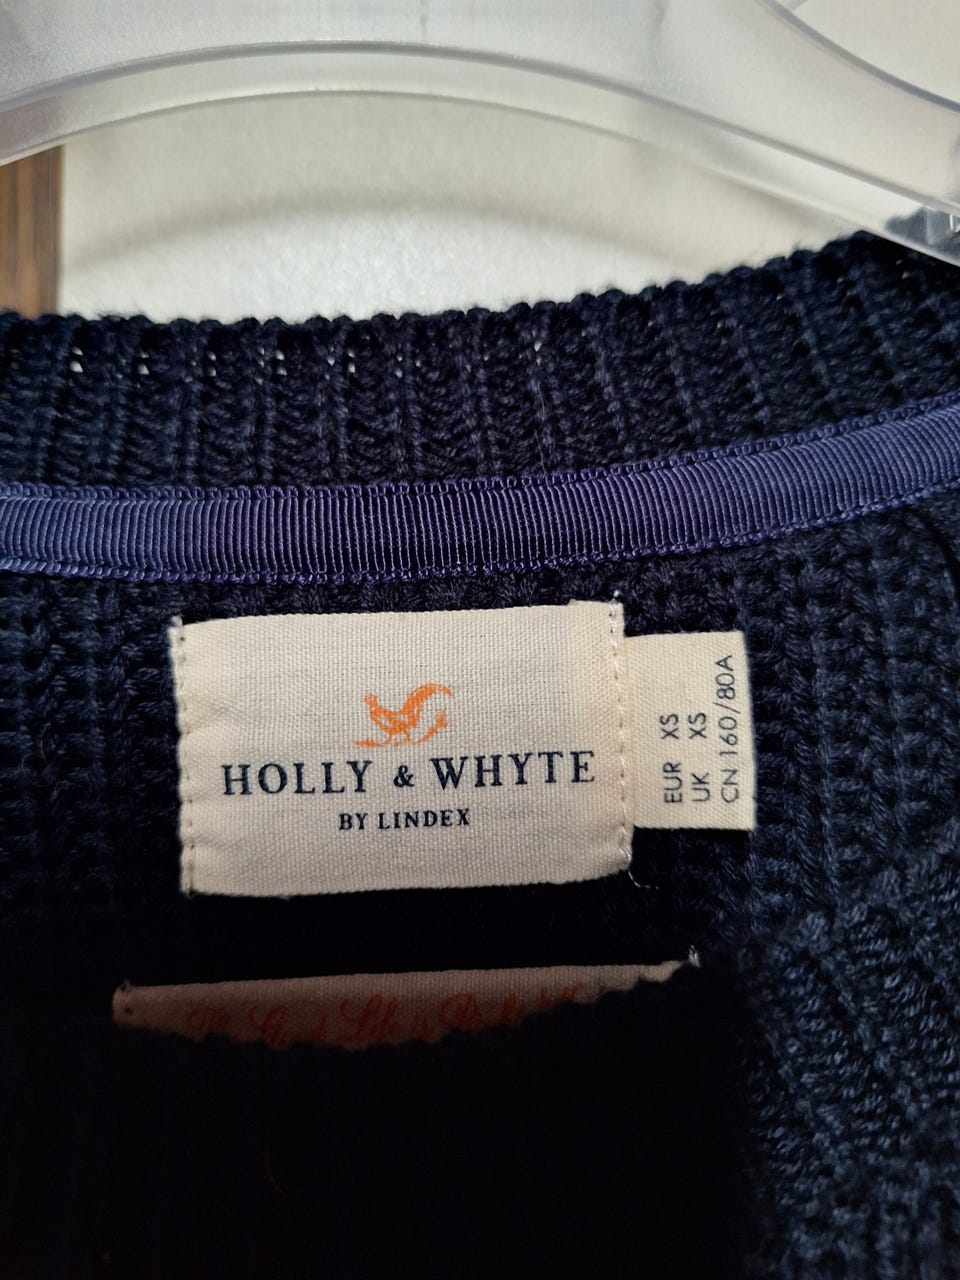 HOLLY & WHYTE
BY LINDEX
EUR XS
UK XS
CN 160/80A